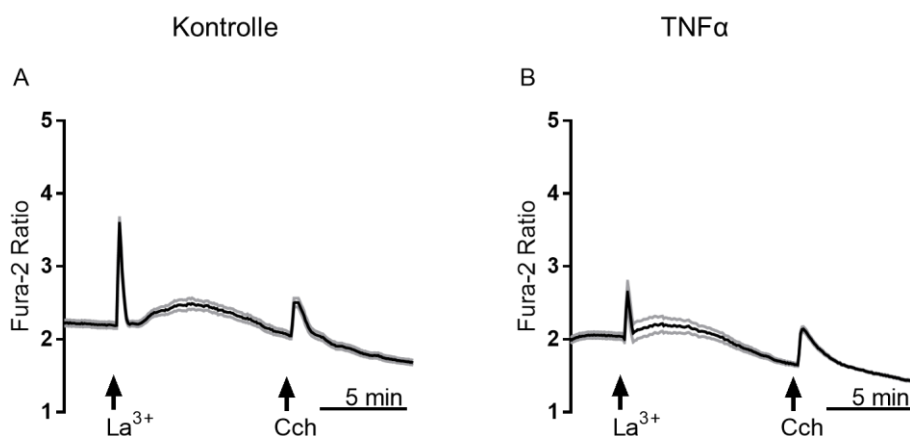 Kontrolle
TNFα
A
B
5
4
3
2
1
Fura-2 Ratio
La³⁺
Cch
5 min
5
4
3
2
1
Fura-2 Ratio
La³⁺
Cch
5 min